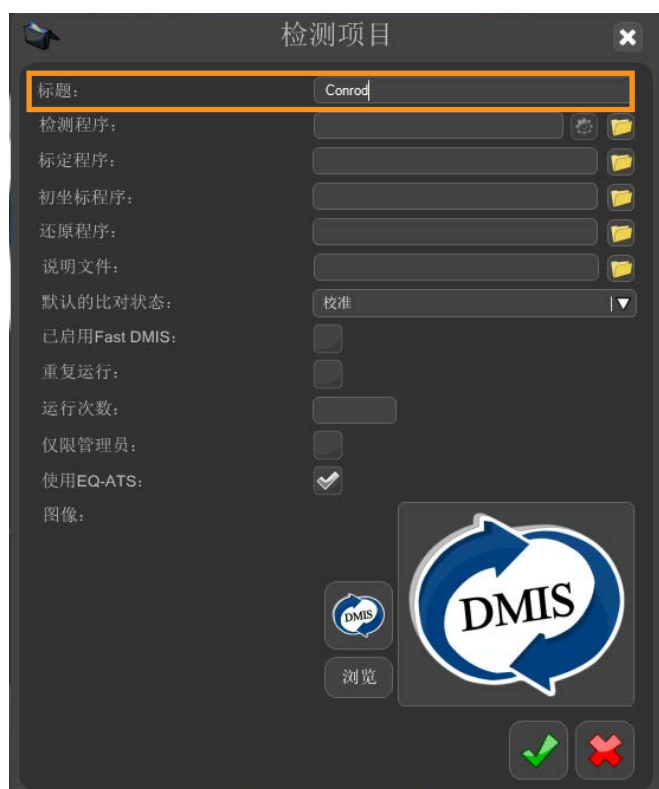 检测项目
标题：
Conrod
检测程序：
标定程序：
初坐标程序：
还原程序：
说明文件：
默认的比对状态：
校准
已启用Fast DMIS：
重复运行：
运行次数：
仅限管理员：
使用EQ-ATS：
图像：
DMIS
DMIS
浏览